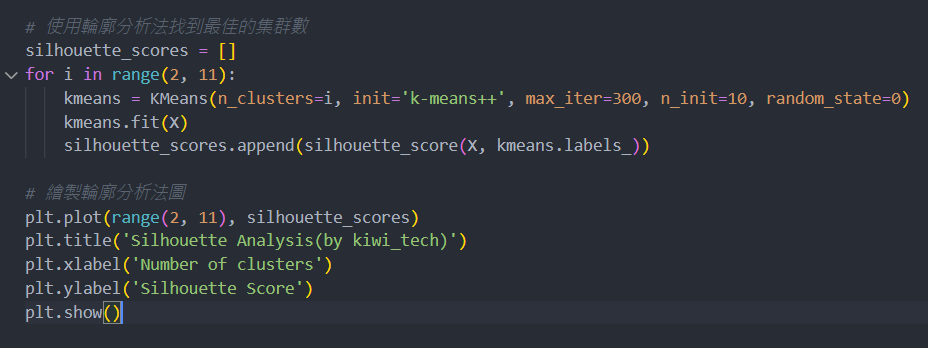 # 使用輪廓分析法找到最佳的集群數
silhouette_scores = []
for i in range(2, 11):
    kmeans = KMeans(n_clusters=i, init='k-means++', max_iter=300, n_init=10, random_state=0)
    kmeans.fit(X)
    silhouette_scores.append(silhouette_score(X, kmeans.labels_))
# 繪製輪廓分析法圖
plt.plot(range(2, 11), silhouette_scores)
plt.title('Silhouette Analysis(by kiwi_tech)')
plt.xlabel('Number of clusters')
plt.ylabel('Silhouette Score')
plt.show()